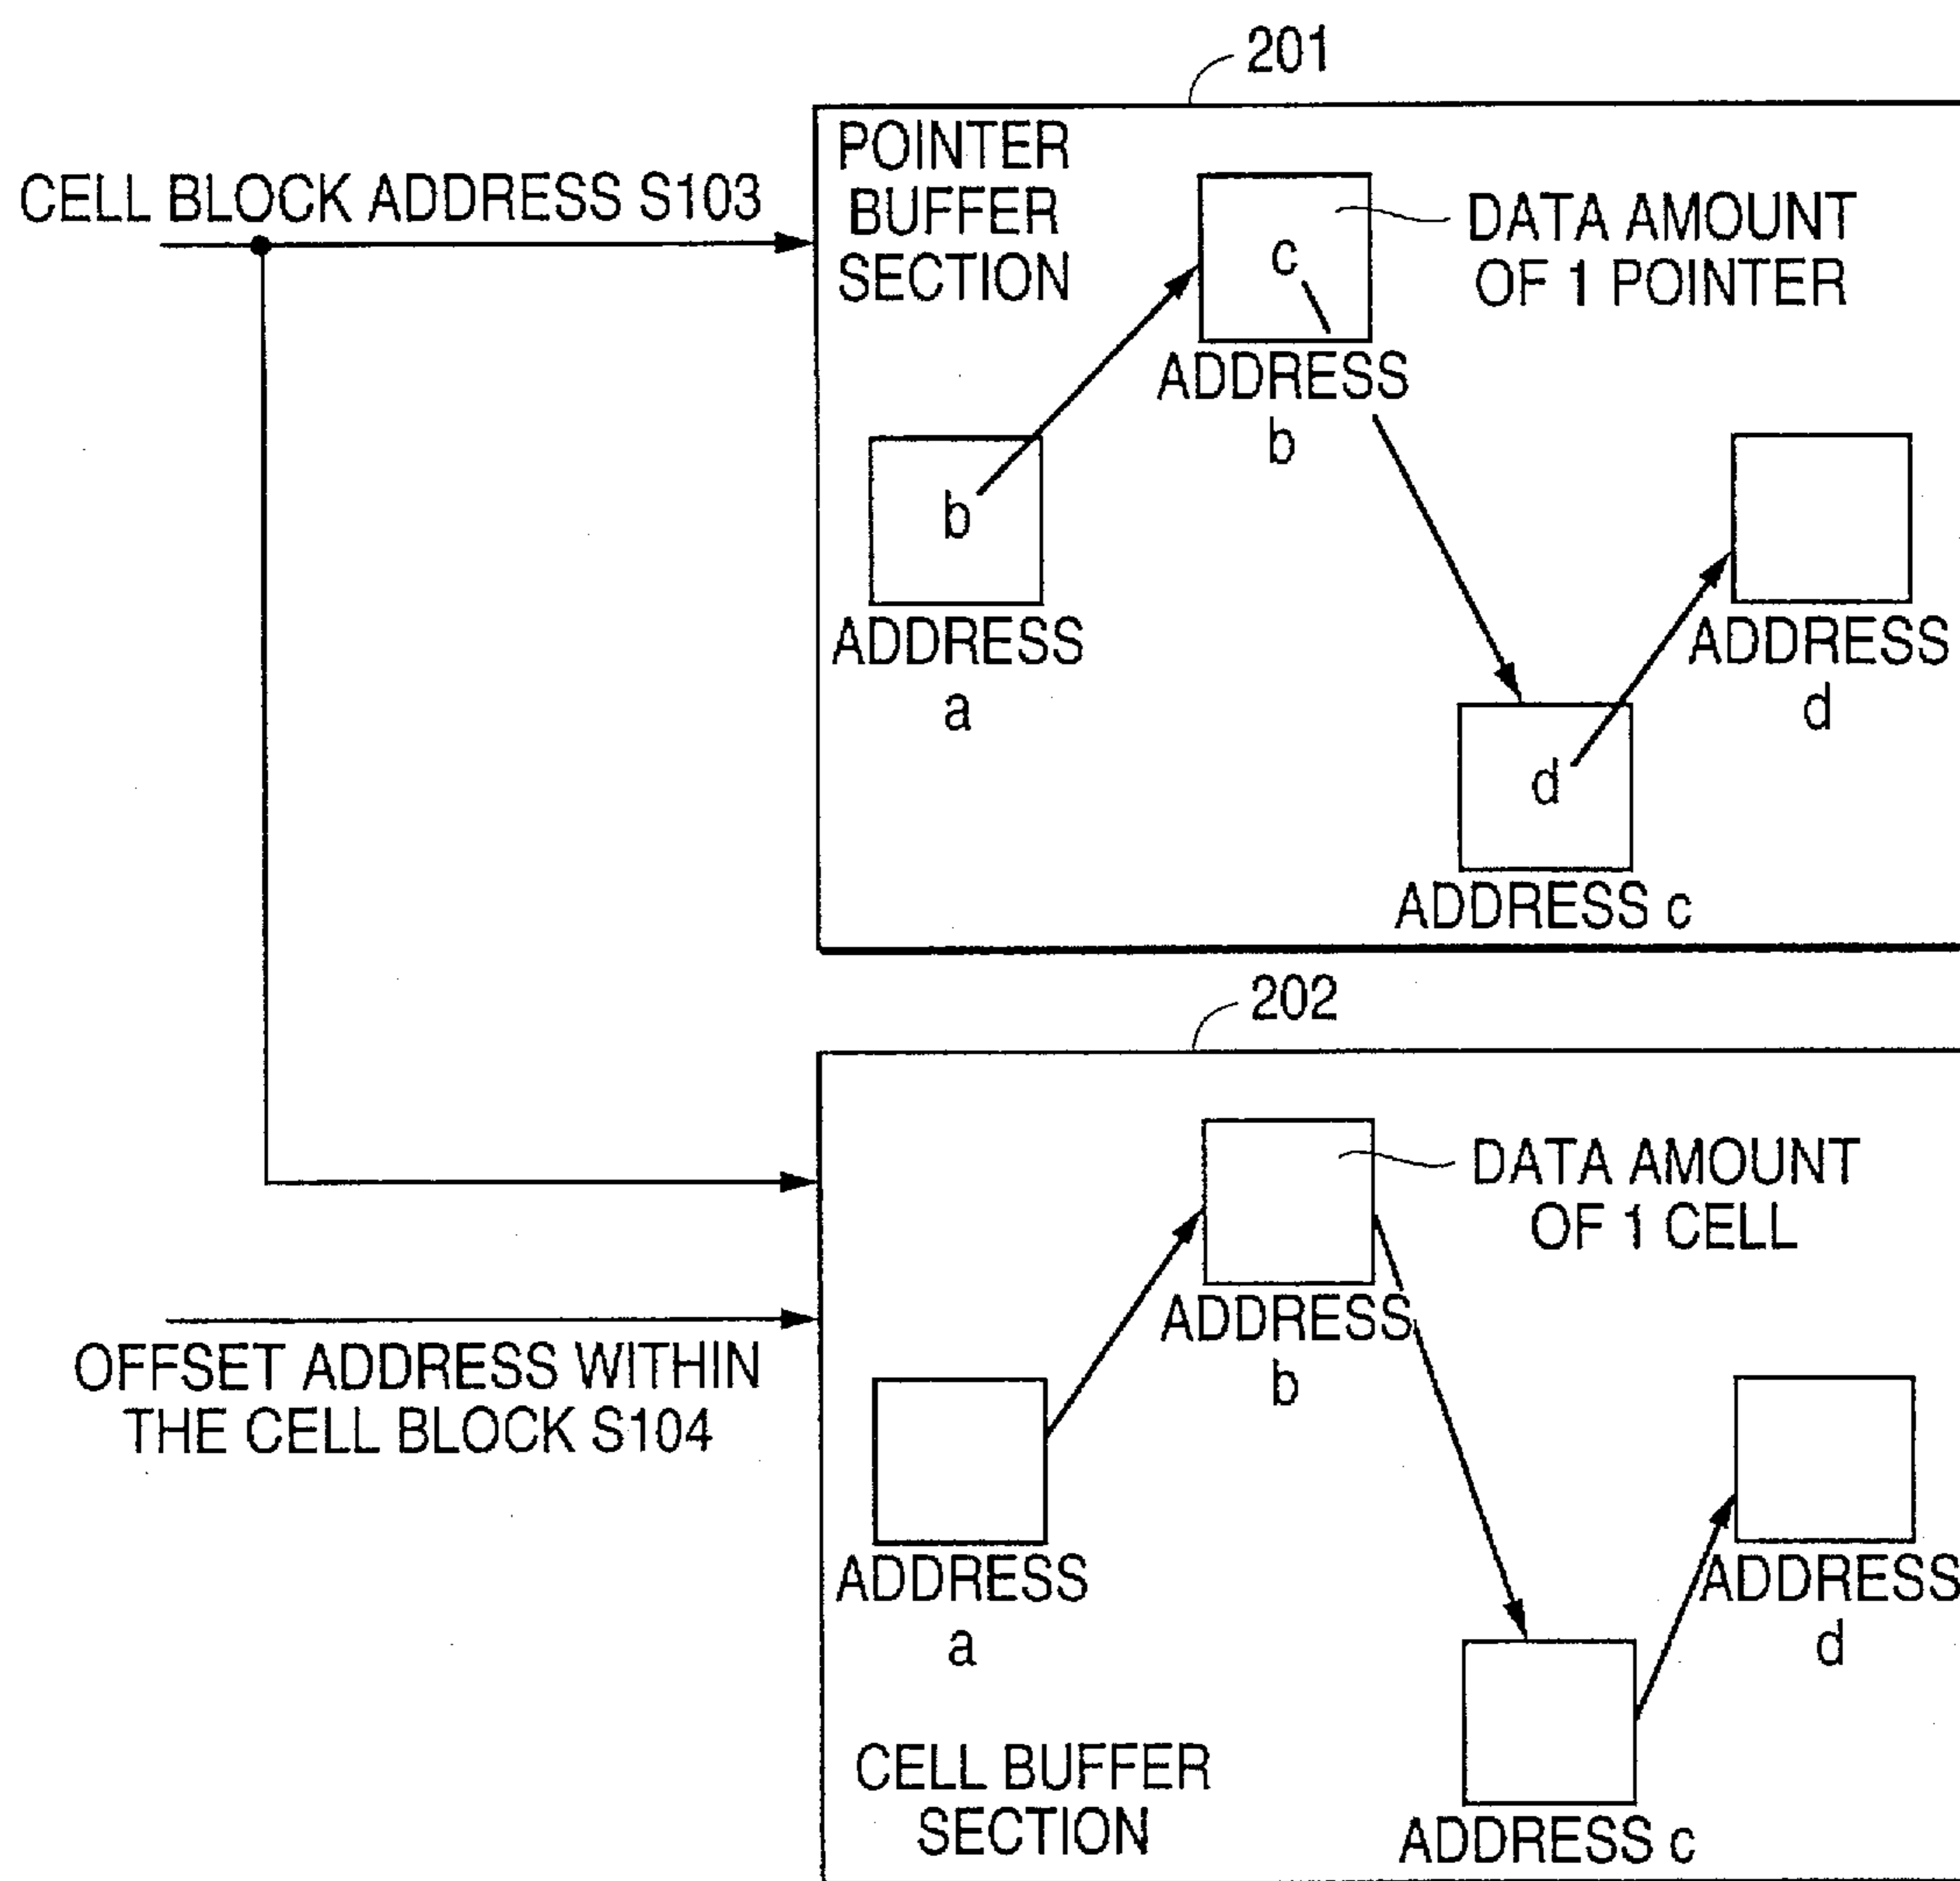 201
POINTER
BUFFER
SECTION
CELL BLOCK ADDRESS S103
c
DATA AMOUNT
OF 1 POINTER
ADDRESS
b
b
ADDRESS
a
ADDRESS
d
d
ADDRESS c
202
DATA AMOUNT
OF 1 CELL
ADDRESS
b
OFFSET ADDRESS WITHIN
THE CELL BLOCK S104
ADDRESS
a
ADDRESS
d
CELL BUFFER
SECTION
ADDRESS c